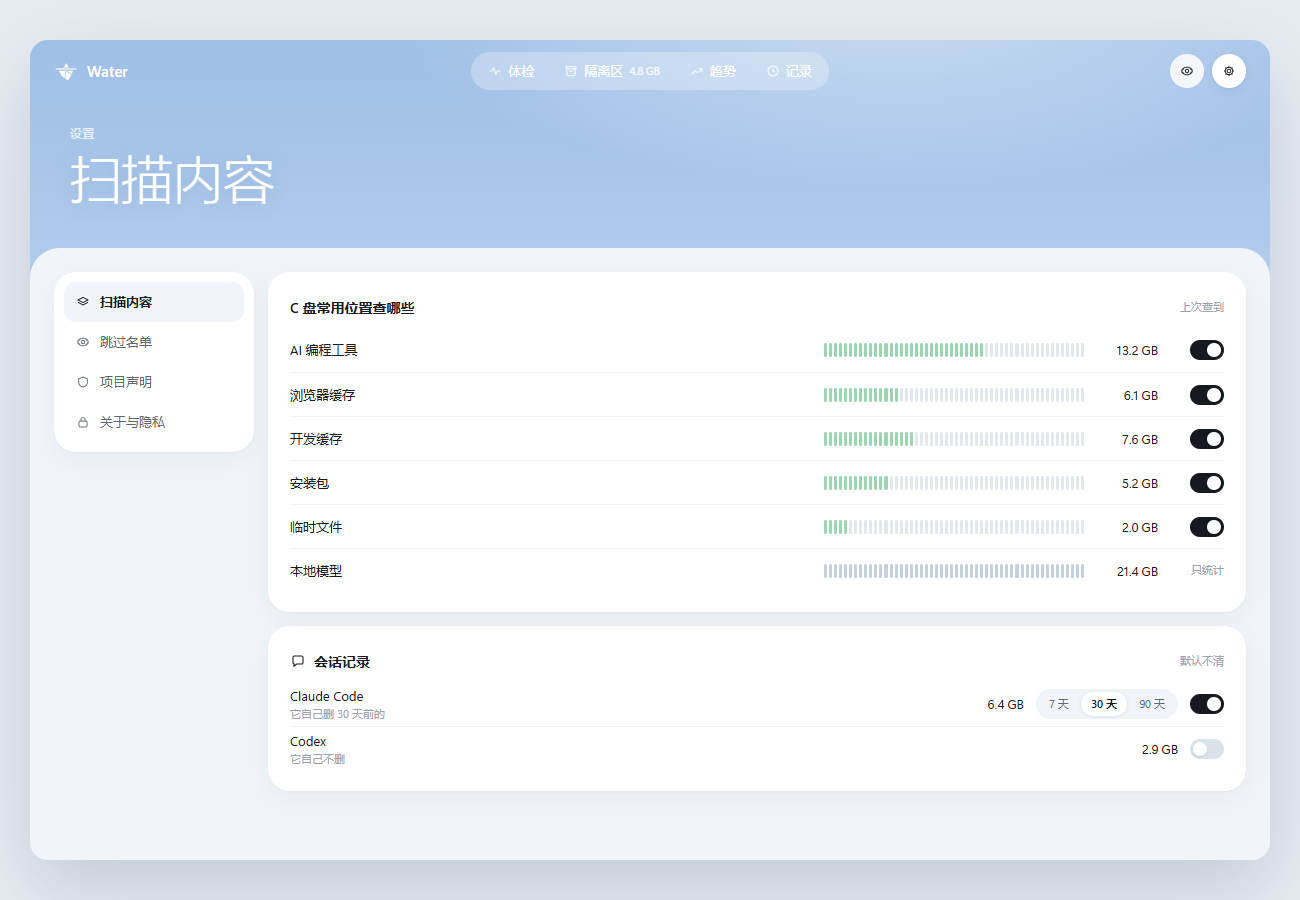 Water
体检
隔离区 4.8 GB
趋势
记录
设置
扫描内容
扫描内容
跳过名单
项目声明
关于与隐私
C 盘常用位置查哪些 上次查到
AI 编程工具 13.2 GB
浏览器缓存 6.1 GB
开发缓存 7.6 GB
安装包 5.2 GB
临时文件 2.0 GB
本地模型 21.4 GB 只统计
会话记录 默认不清
Claude Code 6.4 GB 7 天 30 天 90 天
它自己删 30 天前的
Codex 2.9 GB
它自己不删